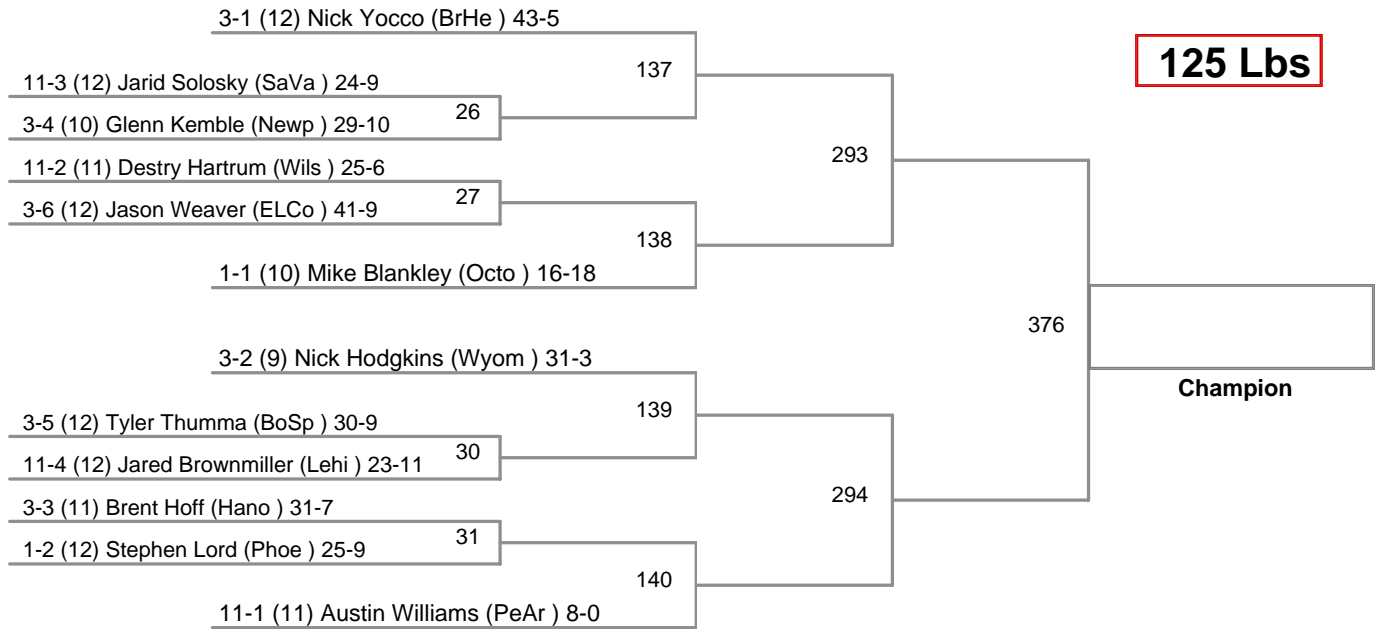 3-1 (12) Nick Yocco (BrHe ) 43-5
125 Lbs
137
11-3 (12) Jarid Solosky (SaVa ) 24-9
26
3-4 (10) Glenn Kemble (Newp ) 29-10
293
11-2 (11) Destry Hartrum (Wils ) 25-6
27
3-6 (12) Jason Weaver (ELCo ) 41-9
138
1-1 (10) Mike Blankley (Octo ) 16-18
376
3-2 (9) Nick Hodgkins (Wyom ) 31-3
Champion
139
3-5 (12) Tyler Thumma (BoSp ) 30-9
30
11-4 (12) Jared Brownmiller (Lehi ) 23-11
294
3-3 (11) Brent Hoff (Hano ) 31-7
31
1-2 (12) Stephen Lord (Phoe ) 25-9
140
11-1 (11) Austin Williams (PeAr ) 8-0